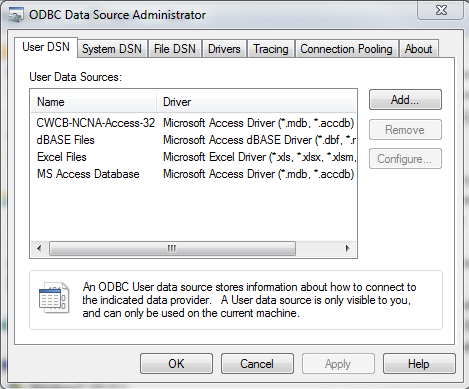 ODBC Data Source Administrator
User DSN System DSN File DSN Drivers Tracing Connection Pooling About
User Data Sources:
Name Driver
Add...
CWCB-NCNA-Access-32 Microsoft Access Driver (*.mdb, *.accdb)
dBASE Files Microsoft Access dBASE Driver (*.dbf, *.r
Remove
Excel Files Microsoft Excel Driver (*.xls, *.xlsx, *.xlsm,
Configure...
MS Access Database Microsoft Access Driver (*.mdb, *.accdb)
An ODBC User data source stores information about how to connect to
the indicated data provider. A User data source is only visible to you,
and can only be used on the current machine.
OK Cancel Apply Help